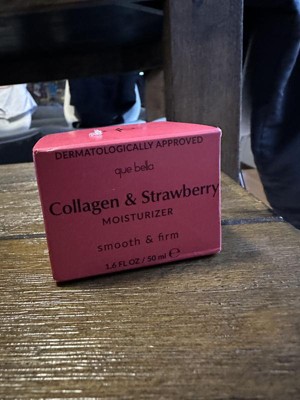 DERMATOLOGICALLY APPROVED
que bella
Collagen & Strawberry
MOISTURIZER
smooth & firm
1.6 FL OZ / 50 ml ℮